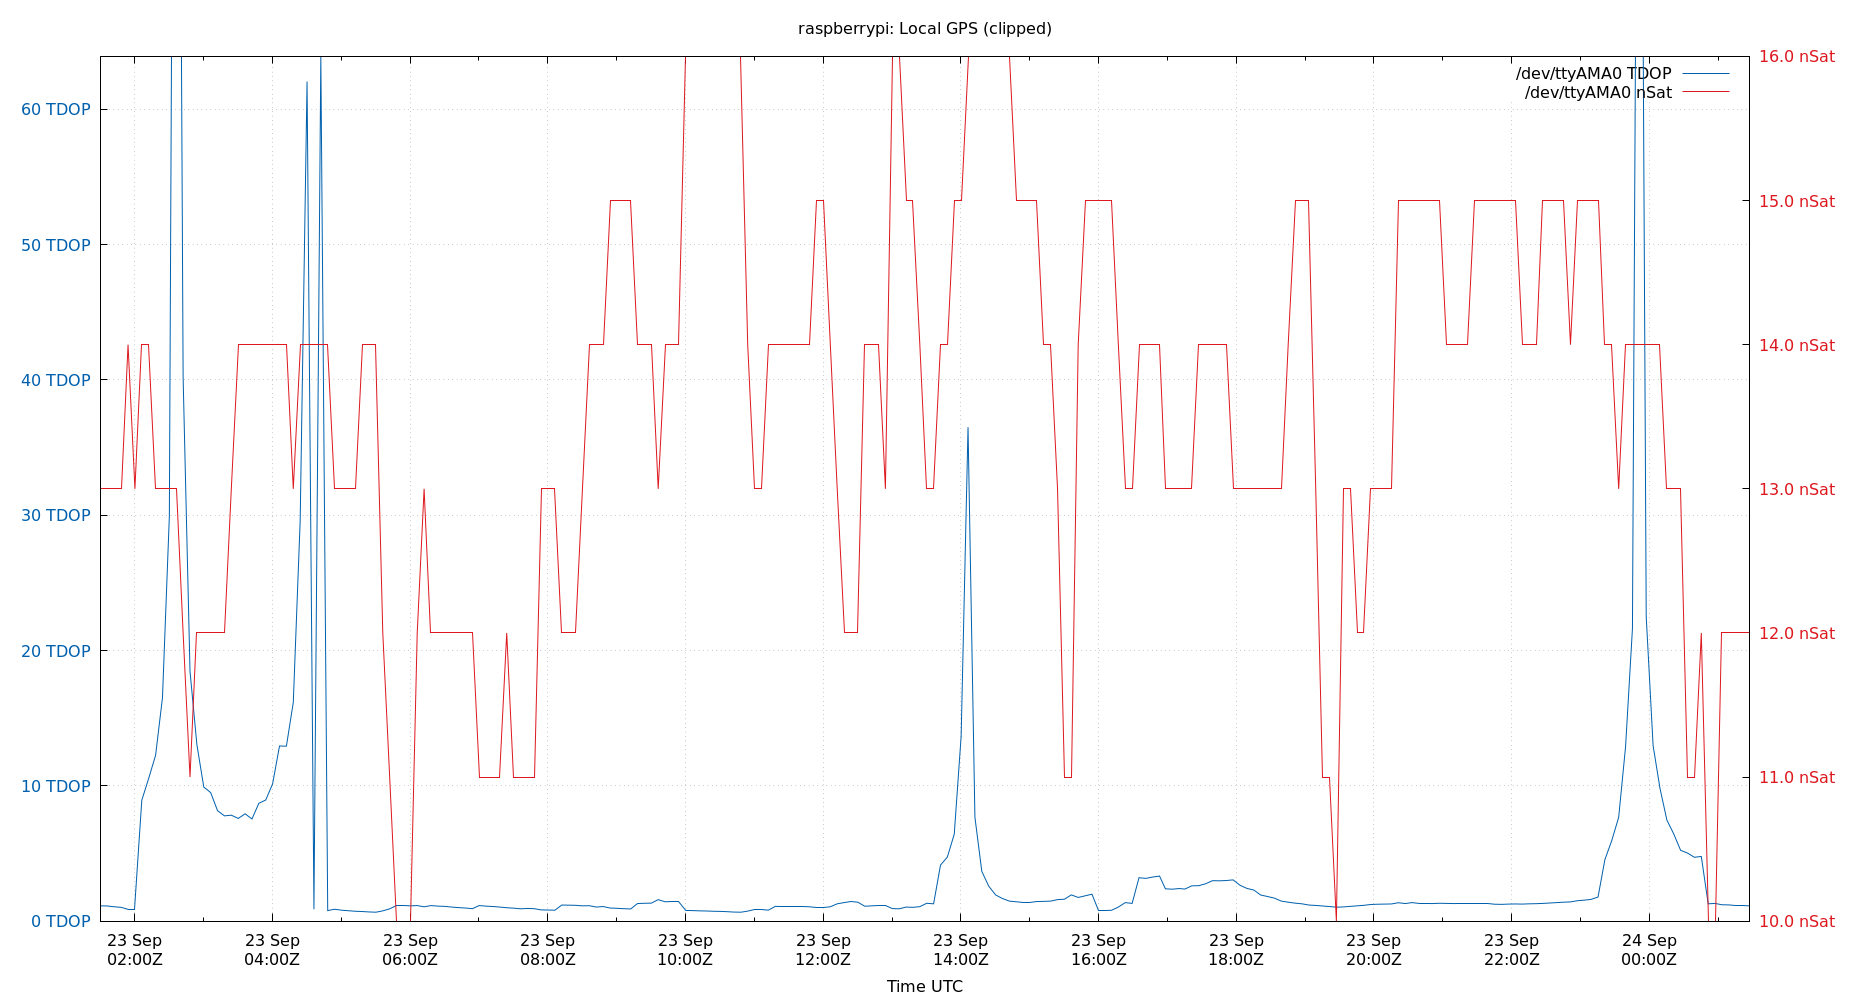 raspberrypi: Local GPS (clipped)
/dev/ttyAMA0 TDOP
/dev/ttyAMA0 nSat
60 TDOP
50 TDOP
40 TDOP
30 TDOP
20 TDOP
10 TDOP
0 TDOP
16.0 nSat
15.0 nSat
14.0 nSat
13.0 nSat
12.0 nSat
11.0 nSat
10.0 nSat
23 Sep
02:00Z
23 Sep
04:00Z
23 Sep
06:00Z
23 Sep
08:00Z
23 Sep
10:00Z
23 Sep
12:00Z
23 Sep
14:00Z
23 Sep
16:00Z
23 Sep
18:00Z
23 Sep
20:00Z
23 Sep
22:00Z
24 Sep
00:00Z
Time UTC